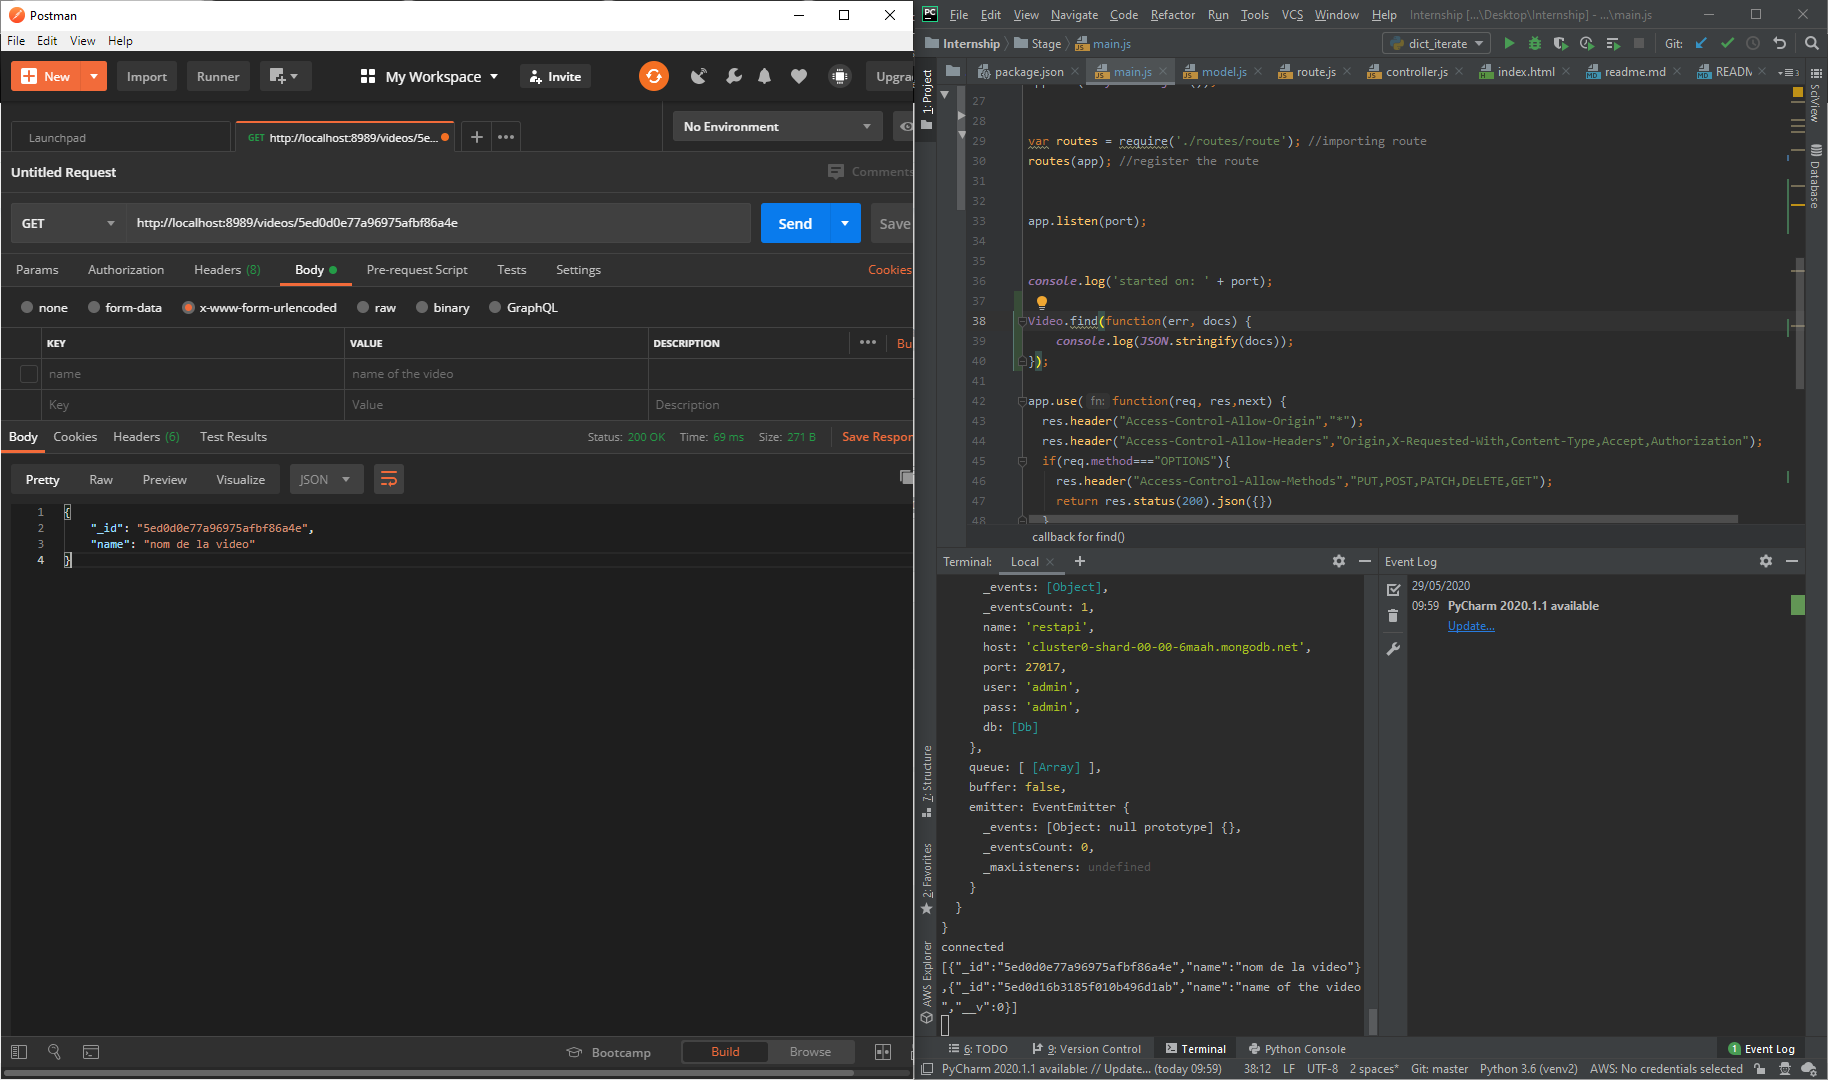 Postman
File Edit View Help
New Import Runner My Workspace Invite Upgra
Launchpad GET http://localhost:8989/videos/5e... No Environment
Untitled Request Comments
GET http://localhost:8989/videos/5ed0d0e77a96975afbf86a4e Send Save
Params Authorization Headers (8) Body Pre-request Script Tests Settings Cookies
none form-data x-www-form-urlencoded raw binary GraphQL
KEY VALUE DESCRIPTION Bu
name name of the video
Key Value Description
Body Cookies Headers (6) Test Results Status: 200 OK Time: 69 ms Size: 271 B Save Respor
Pretty Raw Preview Visualize JSON
1 {
2 "_id": "5ed0d0e77a96975afbf86a4e",
3 "name": "nom de la video"
4 }
Bootcamp Build Browse
PC File Edit View Navigate Code Refactor Run Tools VCS Window Help Internship [...\Desktop\Internship] - ...\main.js
Internship Stage main.js dict_iterate Git:
package.json main.js model.js route.js controller.js index.html readme.md READN 3
1: Project
27
28
29 var routes = require('./routes/route'); //importing route
30 routes(app); //register the route
31
32
33 app.listen(port);
34
35
36 console.log('started on: ' + port);
37
38 Video.find(function(err, docs) {
39 console.log(JSON.stringify(docs));
40 });
41
42 app.use( fn: function(req, res,next) {
43 res.header("Access-Control-Allow-Origin","*");
44 res.header("Access-Control-Allow-Headers","Origin,X-Requested-With,Content-Type,Accept,Authorization");
45 if(req.method==="OPTIONS"){
46 res.header("Access-Control-Allow-Methods","PUT,POST,PATCH,DELETE,GET");
47 return res.status(200).json({})
48 }
callback for find()
SciView
Database
Terminal: Local
_events: [Object],
_eventsCount: 1,
name: 'restapi',
host: 'cluster0-shard-00-00-6maah.mongodb.net',
port: 27017,
user: 'admin',
pass: 'admin',
db: [Db]
},
queue: [ [Array] ],
buffer: false,
emitter: EventEmitter {
_events: [Object: null prototype] {},
_eventsCount: 0,
_maxListeners: undefined
}
}
}
connected
[{"_id":"5ed0d0e77a96975afbf86a4e","name":"nom de la video"}
,{"_id":"5ed0d16b3185f010b496d1ab","name":"name of the video
","__v":0}]
7: Structure
2: Favorites
AWS Explorer
Event Log
29/05/2020
09:59 PyCharm 2020.1.1 available
Update...
6: TODO 9: Version Control Terminal Python Console 1 Event Log
PyCharm 2020.1.1 available: // Update... (today 09:59) 38:12 LF UTF-8 2 spaces* Git: master Python 3.6 (venv2) AWS: No credentials selected